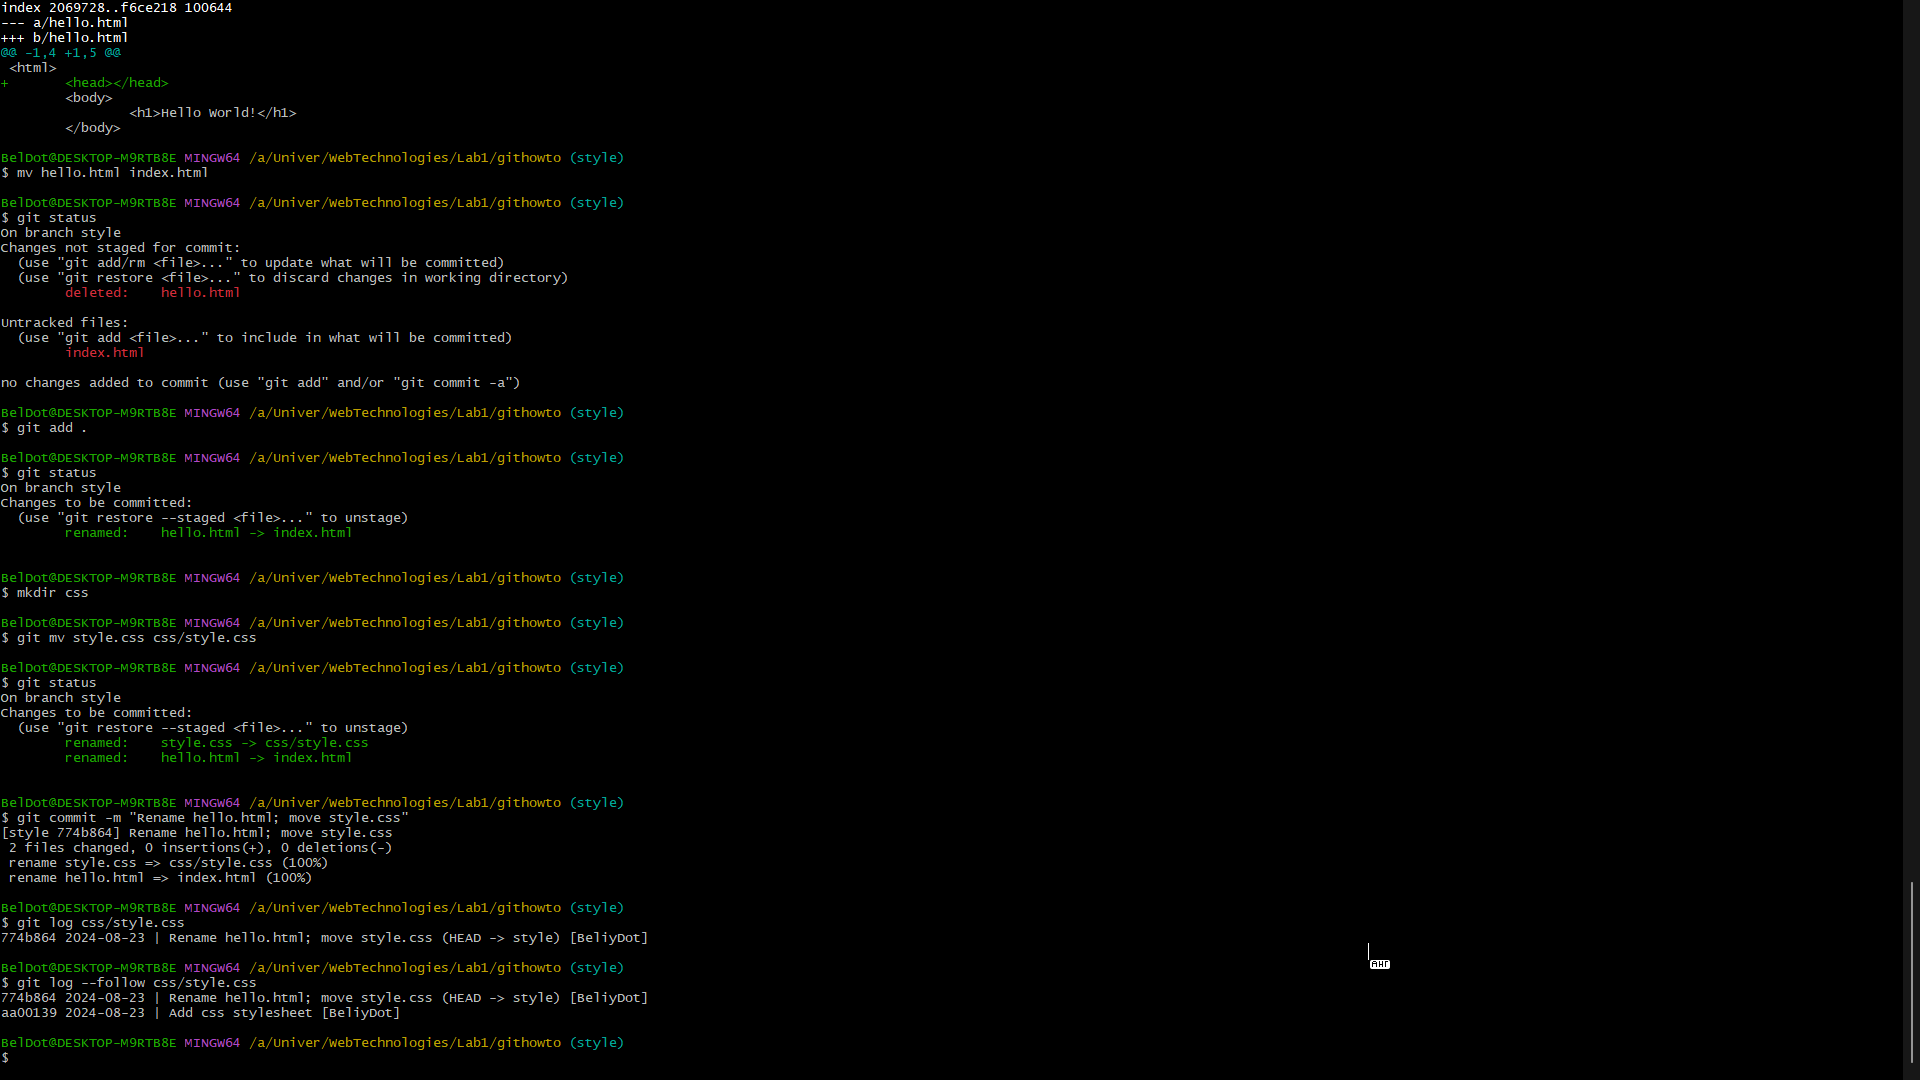 index 2069728..f6ce218 100644
--- a/hello.html
+++ b/hello.html
@@ -1,4 +1,5 @@
 <html>
+       <head></head>
        <body>
                <h1>Hello World!</h1>
        </body>

BelDot@DESKTOP-M9RTB8E MINGW64 /a/Univer/WebTechnologies/Lab1/githowto (style)
$ mv hello.html index.html

BelDot@DESKTOP-M9RTB8E MINGW64 /a/Univer/WebTechnologies/Lab1/githowto (style)
$ git status
On branch style
Changes not staged for commit:
  (use "git add/rm <file>..." to update what will be committed)
  (use "git restore <file>..." to discard changes in working directory)
        deleted:    hello.html

Untracked files:
  (use "git add <file>..." to include in what will be committed)
        index.html

no changes added to commit (use "git add" and/or "git commit -a")

BelDot@DESKTOP-M9RTB8E MINGW64 /a/Univer/WebTechnologies/Lab1/githowto (style)
$ git add .

BelDot@DESKTOP-M9RTB8E MINGW64 /a/Univer/WebTechnologies/Lab1/githowto (style)
$ git status
On branch style
Changes to be committed:
  (use "git restore --staged <file>..." to unstage)
        renamed:    hello.html -> index.html


BelDot@DESKTOP-M9RTB8E MINGW64 /a/Univer/WebTechnologies/Lab1/githowto (style)
$ mkdir css

BelDot@DESKTOP-M9RTB8E MINGW64 /a/Univer/WebTechnologies/Lab1/githowto (style)
$ git mv style.css css/style.css

BelDot@DESKTOP-M9RTB8E MINGW64 /a/Univer/WebTechnologies/Lab1/githowto (style)
$ git status
On branch style
Changes to be committed:
  (use "git restore --staged <file>..." to unstage)
        renamed:    style.css -> css/style.css
        renamed:    hello.html -> index.html


BelDot@DESKTOP-M9RTB8E MINGW64 /a/Univer/WebTechnologies/Lab1/githowto (style)
$ git commit -m "Rename hello.html; move style.css"
[style 774b864] Rename hello.html; move style.css
 2 files changed, 0 insertions(+), 0 deletions(-)
 rename style.css => css/style.css (100%)
 rename hello.html => index.html (100%)

BelDot@DESKTOP-M9RTB8E MINGW64 /a/Univer/WebTechnologies/Lab1/githowto (style)
$ git log css/style.css
774b864 2024-08-23 | Rename hello.html; move style.css (HEAD -> style) [BeliyDot]

BelDot@DESKTOP-M9RTB8E MINGW64 /a/Univer/WebTechnologies/Lab1/githowto (style)
$ git log --follow css/style.css
774b864 2024-08-23 | Rename hello.html; move style.css (HEAD -> style) [BeliyDot]
aa00139 2024-08-23 | Add css stylesheet [BeliyDot]

BelDot@DESKTOP-M9RTB8E MINGW64 /a/Univer/WebTechnologies/Lab1/githowto (style)
$
АНГ